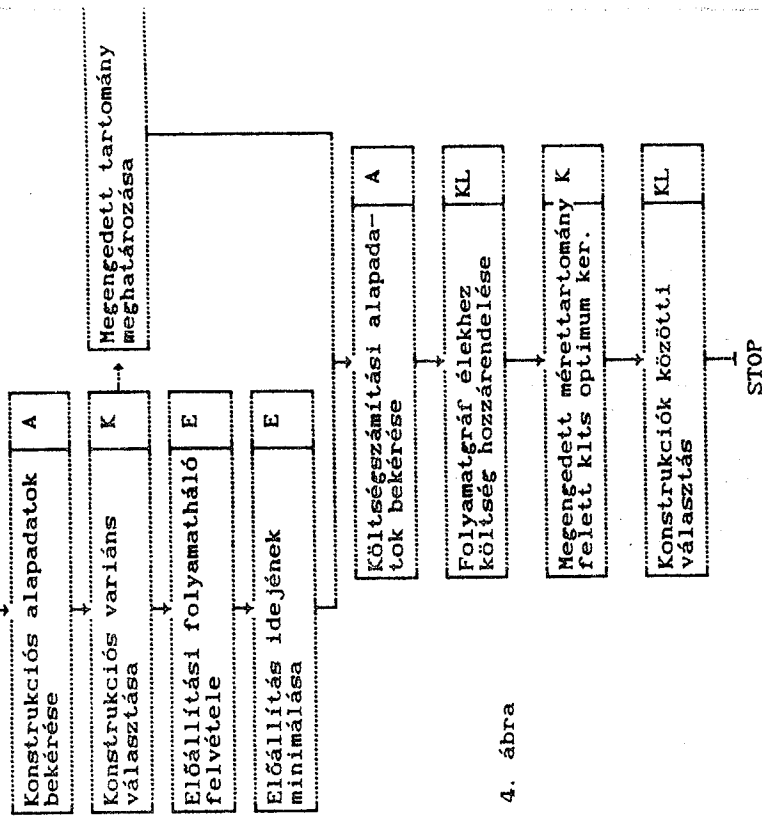 Konstrukciós alapadatok
bekérése
A
Konstrukciós variáns
választása
K
Megengedett tartomány
meghatározása
Előállítási folyamatháló
felvétele
E
Előállítás idejének
minimálása
E
Költségszámítási alapada-
tok bekérése
A
Folyamatgráf élekhez
költség hozzárendelése
KL
Megengedett mérettartomány
felett klts optimum ker.
K
Konstrukciók közötti
választás
KL
STOP
4. ábra